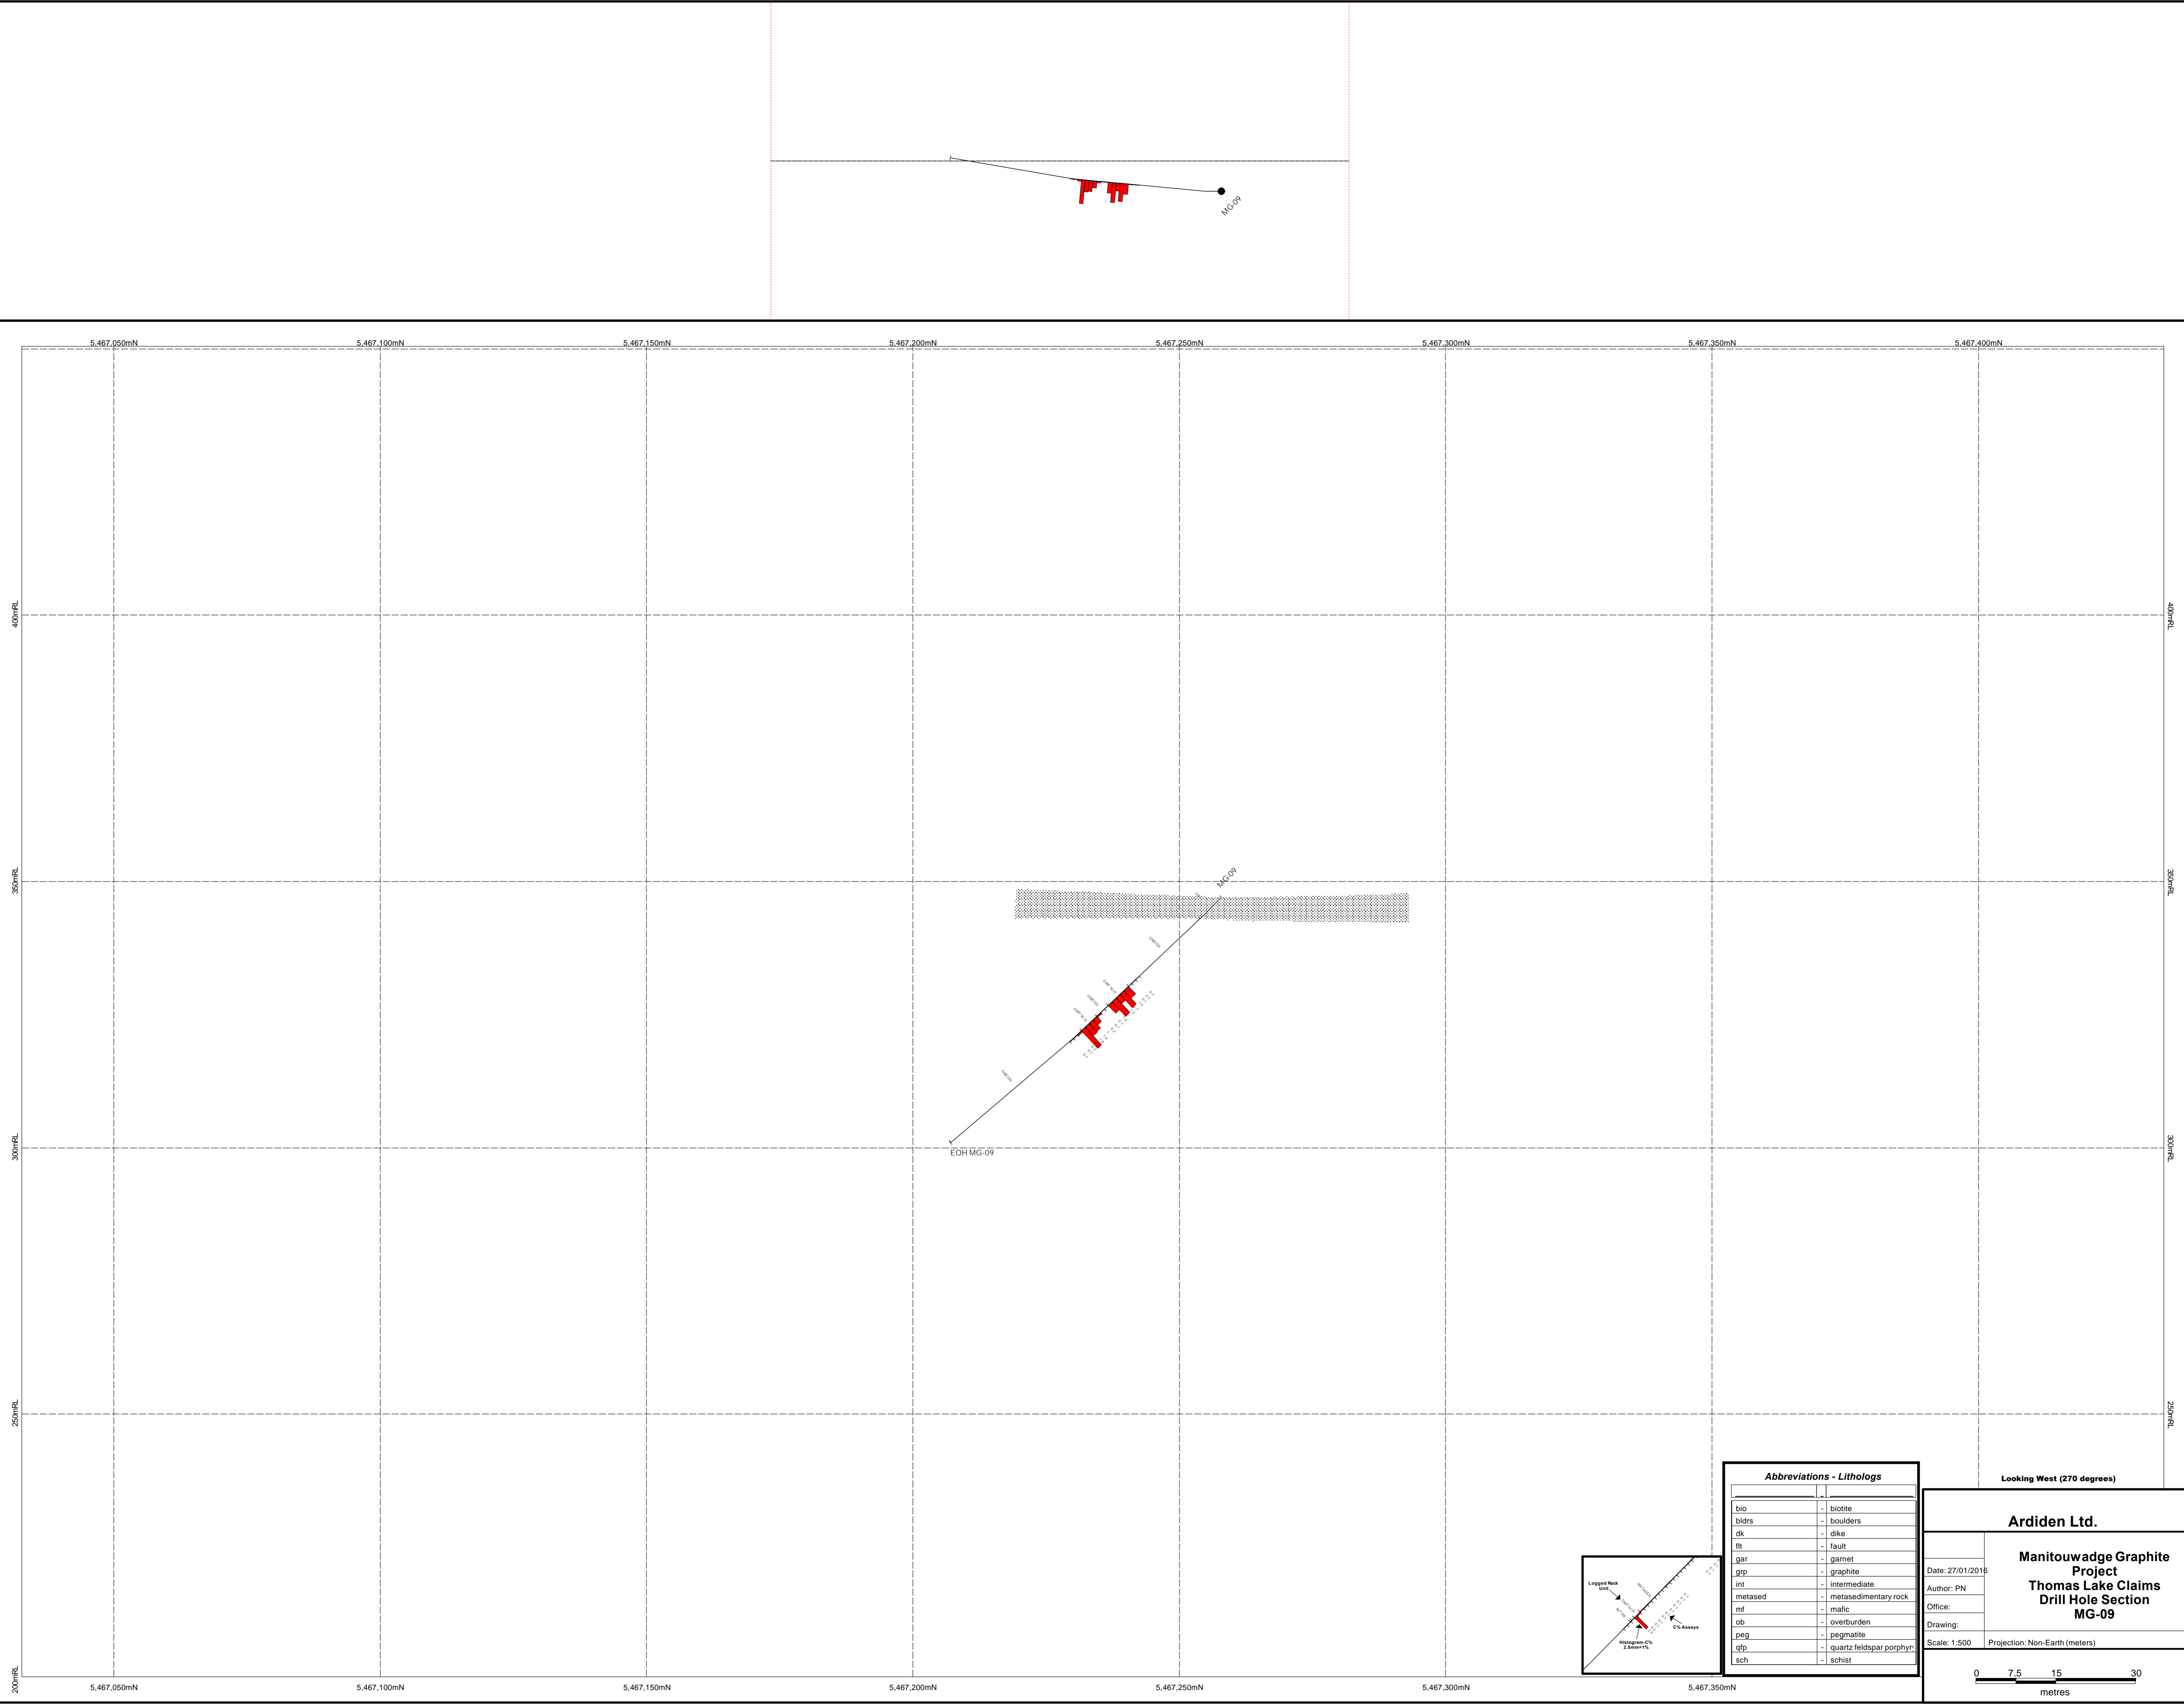 MG-09
5,467,050mN 5,467,100mN 5,467,150mN 5,467,200mN 5,467,250mN 5,467,300mN 5,467,350mN 5,467,400mN
400mRL 400mRL
350mRL 350mRL
MG-09
300mRL 300mRL
EOH MG-09
250mRL 250mRL
200mRL
5,467,050mN 5,467,100mN 5,467,150mN 5,467,200mN 5,467,250mN 5,467,300mN 5,467,350mN
Logged Rock
Unit
METASED
C% Assays
Histogram-C%
2.5mm=1%
Abbreviations - Lithologs
bio - biotite
bldrs - boulders
dk - dike
flt - fault
gar - garnet
grp - graphite
int - intermediate
metased - metasedimentary rock
mf - mafic
ob - overburden
peg - pegmatite
qfp - quartz feldspar porphyr
sch - schist
Looking West (270 degrees)
Ardiden Ltd.
Manitouwadge Graphite
Project
Thomas Lake Claims
Drill Hole Section
MG-09
Date: 27/01/2016
Author: PN
Office:
Drawing:
Scale: 1:500 Projection: Non-Earth (meters)
0 7.5 15 30
metres